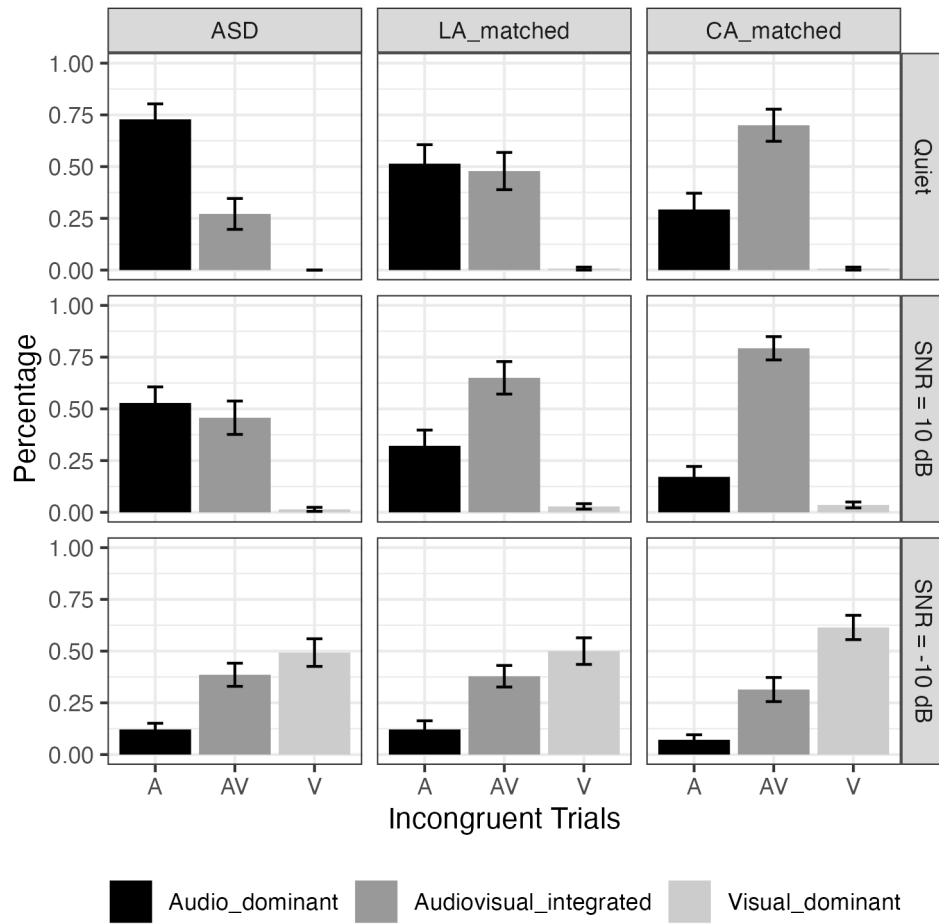 ASD LA_matched CA_matched
1.00
0.75
0.50
0.25
0.00
Quiet
1.00
0.75
0.50
0.25
0.00
SNR = 10 dB
1.00
0.75
0.50
0.25
0.00
SNR = -10 dB
Percentage
A AV V A AV V A AV V
Incongruent Trials
Audio_dominant Audiovisual_integrated Visual_dominant